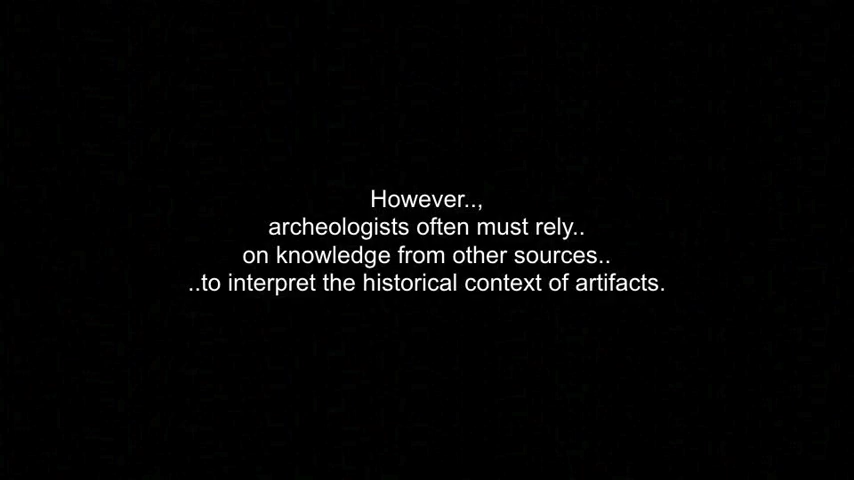 However..,
archeologists often must rely..
on knowledge from other sources..
..to interpret the historical context of artifacts.